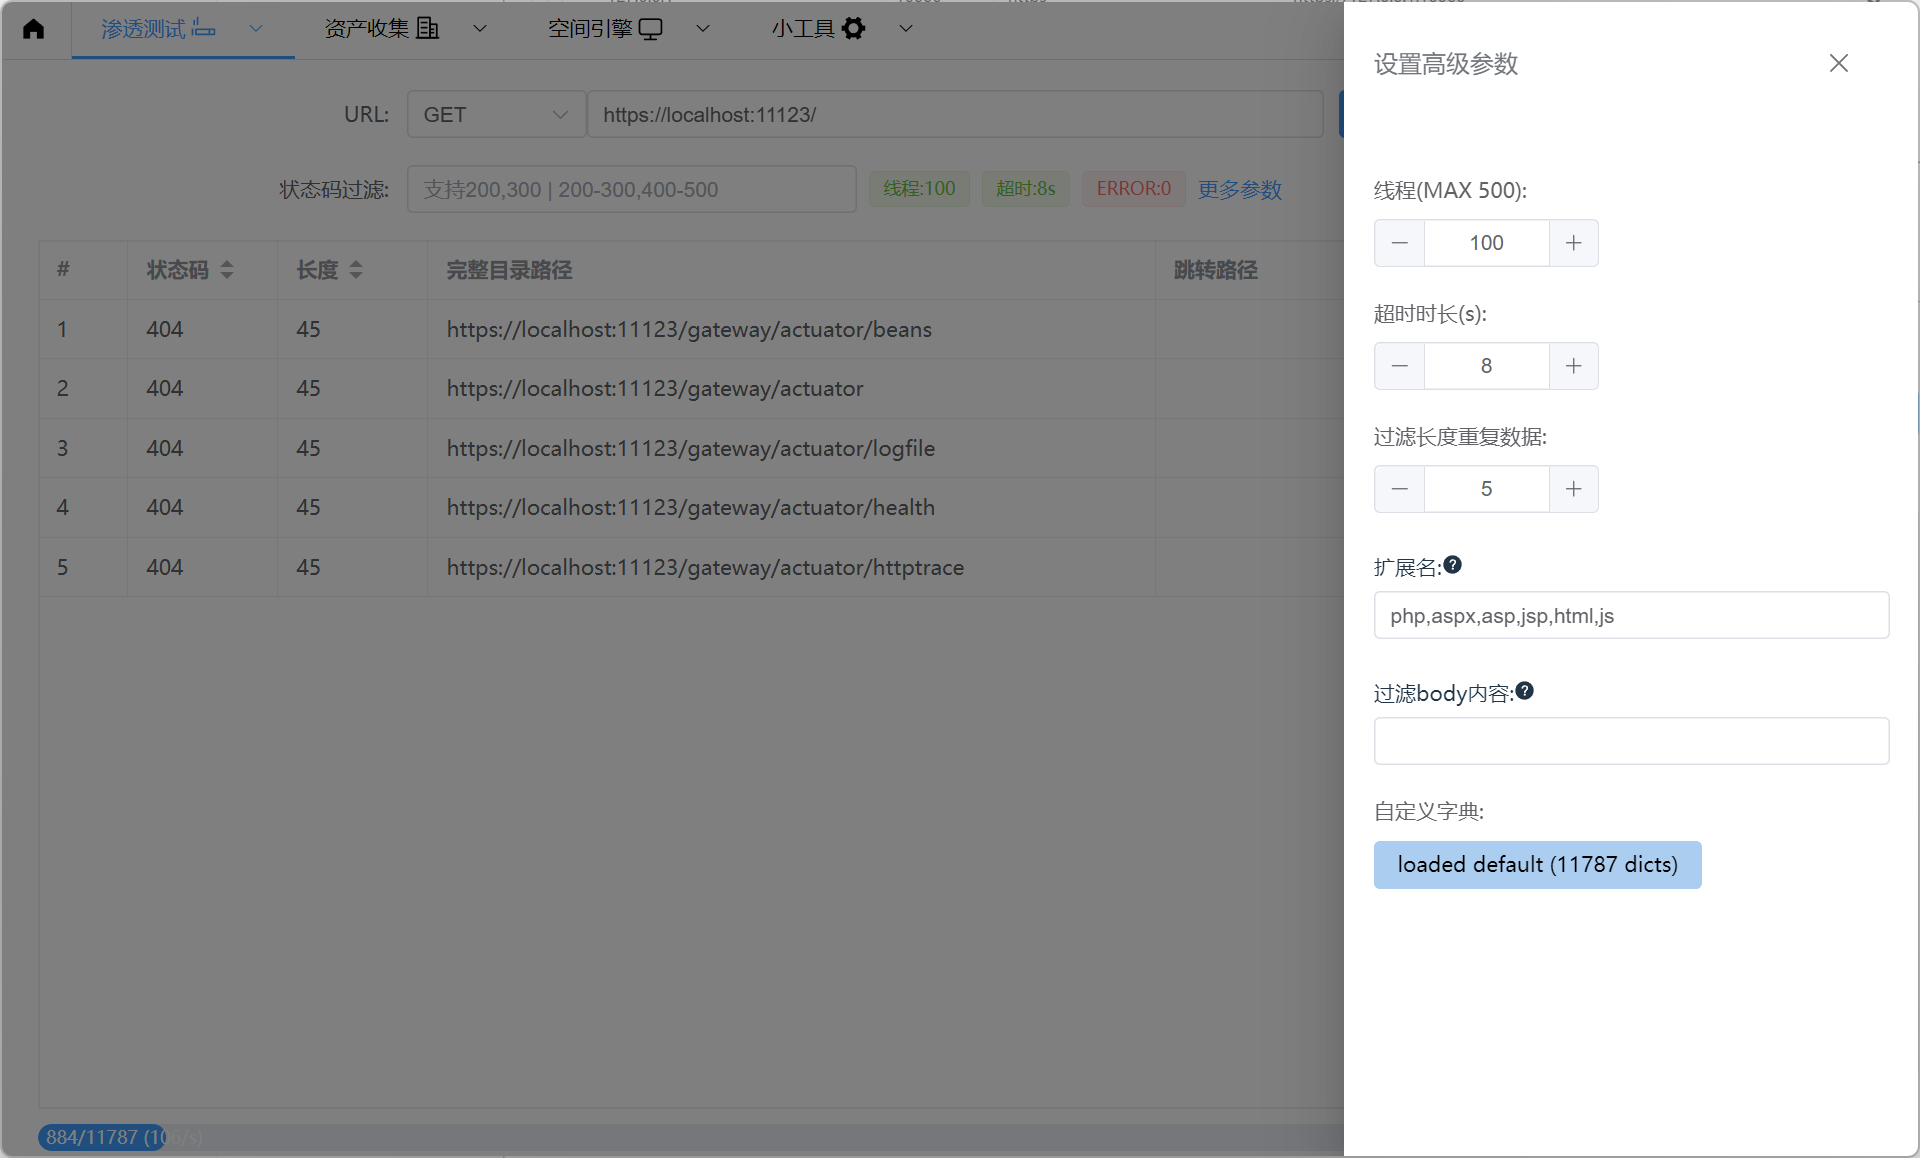 渗透测试
资产收集
空间引擎
小工具
URL:
GET
https://localhost:11123/
状态码过滤:
支持200,300 | 200-300,400-500
线程:100
超时:8s
ERROR:0
更多参数
# 状态码 长度 完整目录路径 跳转路径
1 404 45 https://localhost:11123/gateway/actuator/beans
2 404 45 https://localhost:11123/gateway/actuator
3 404 45 https://localhost:11123/gateway/actuator/logfile
4 404 45 https://localhost:11123/gateway/actuator/health
5 404 45 https://localhost:11123/gateway/actuator/httptrace
884/11787 (106/s)
设置高级参数
线程(MAX 500):
100
超时时长(s):
8
过滤长度重复数据:
5
扩展名:
php,aspx,asp,jsp,html,js
过滤body内容:
自定义字典:
loaded default (11787 dicts)